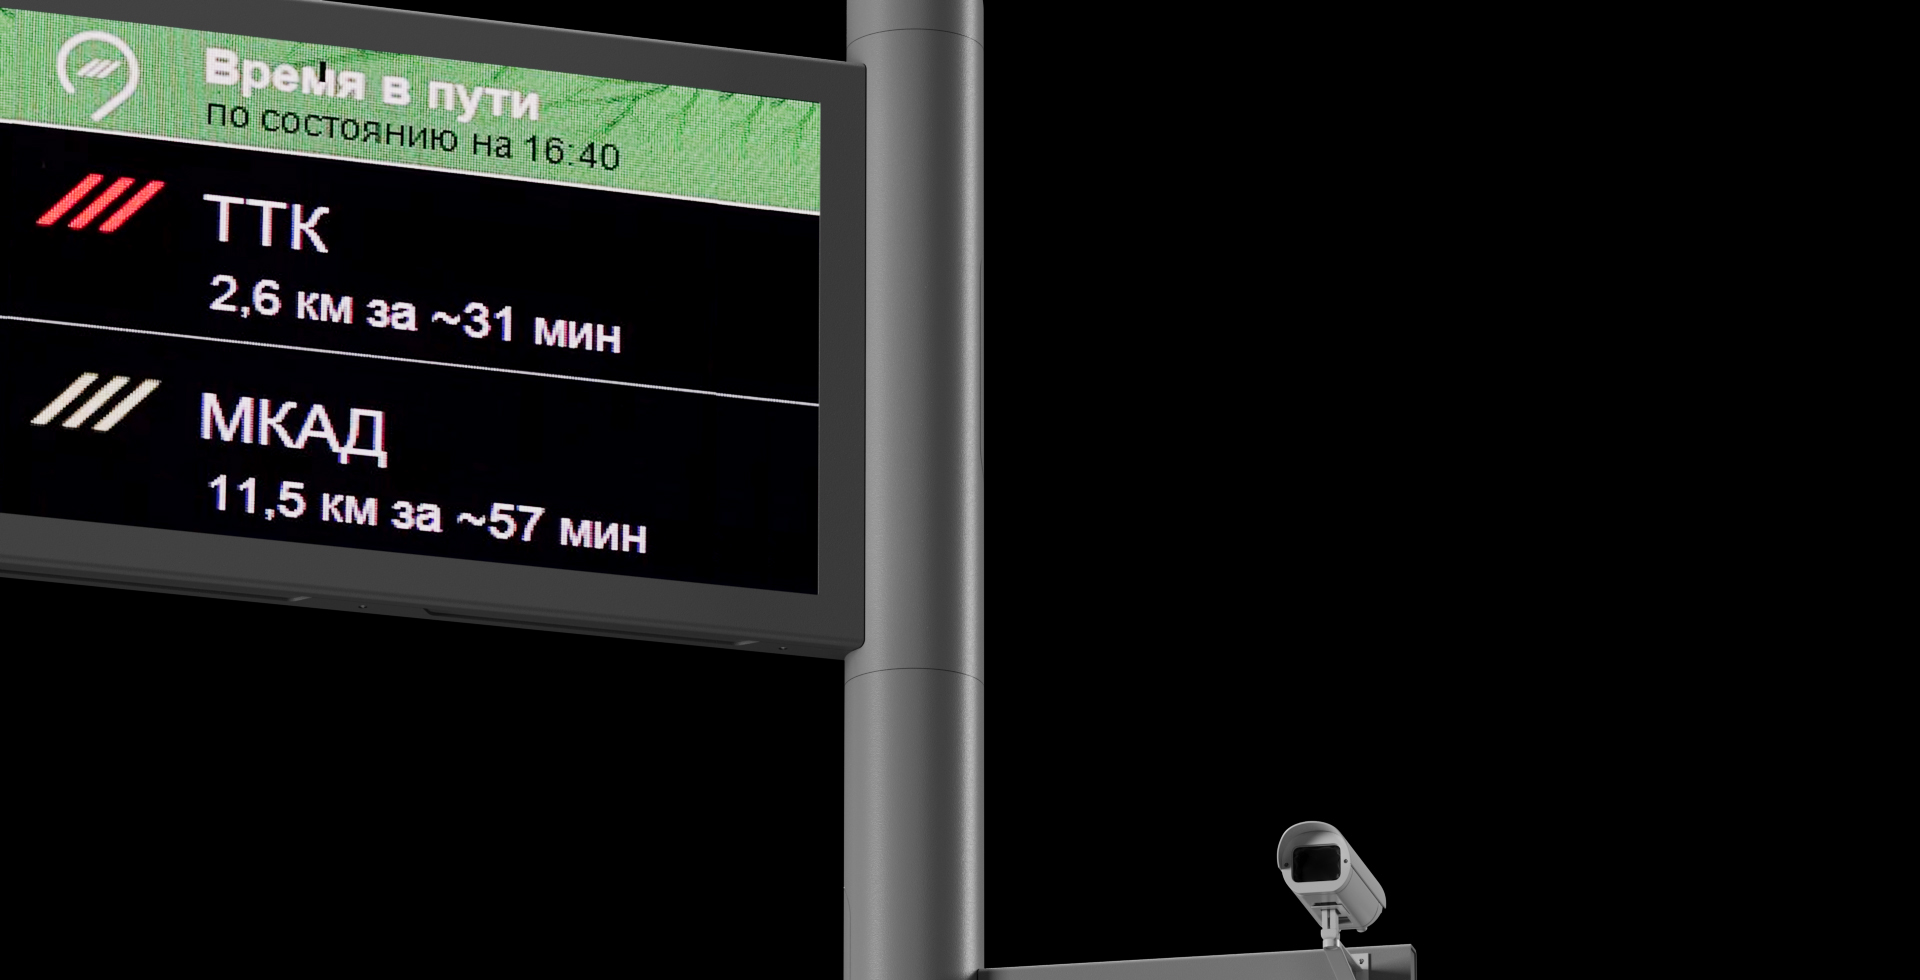 Время в пути
по состоянию на 16:40
ТТК
2,6 км за ~31 мин
МКАД
11,5 км за ~57 мин